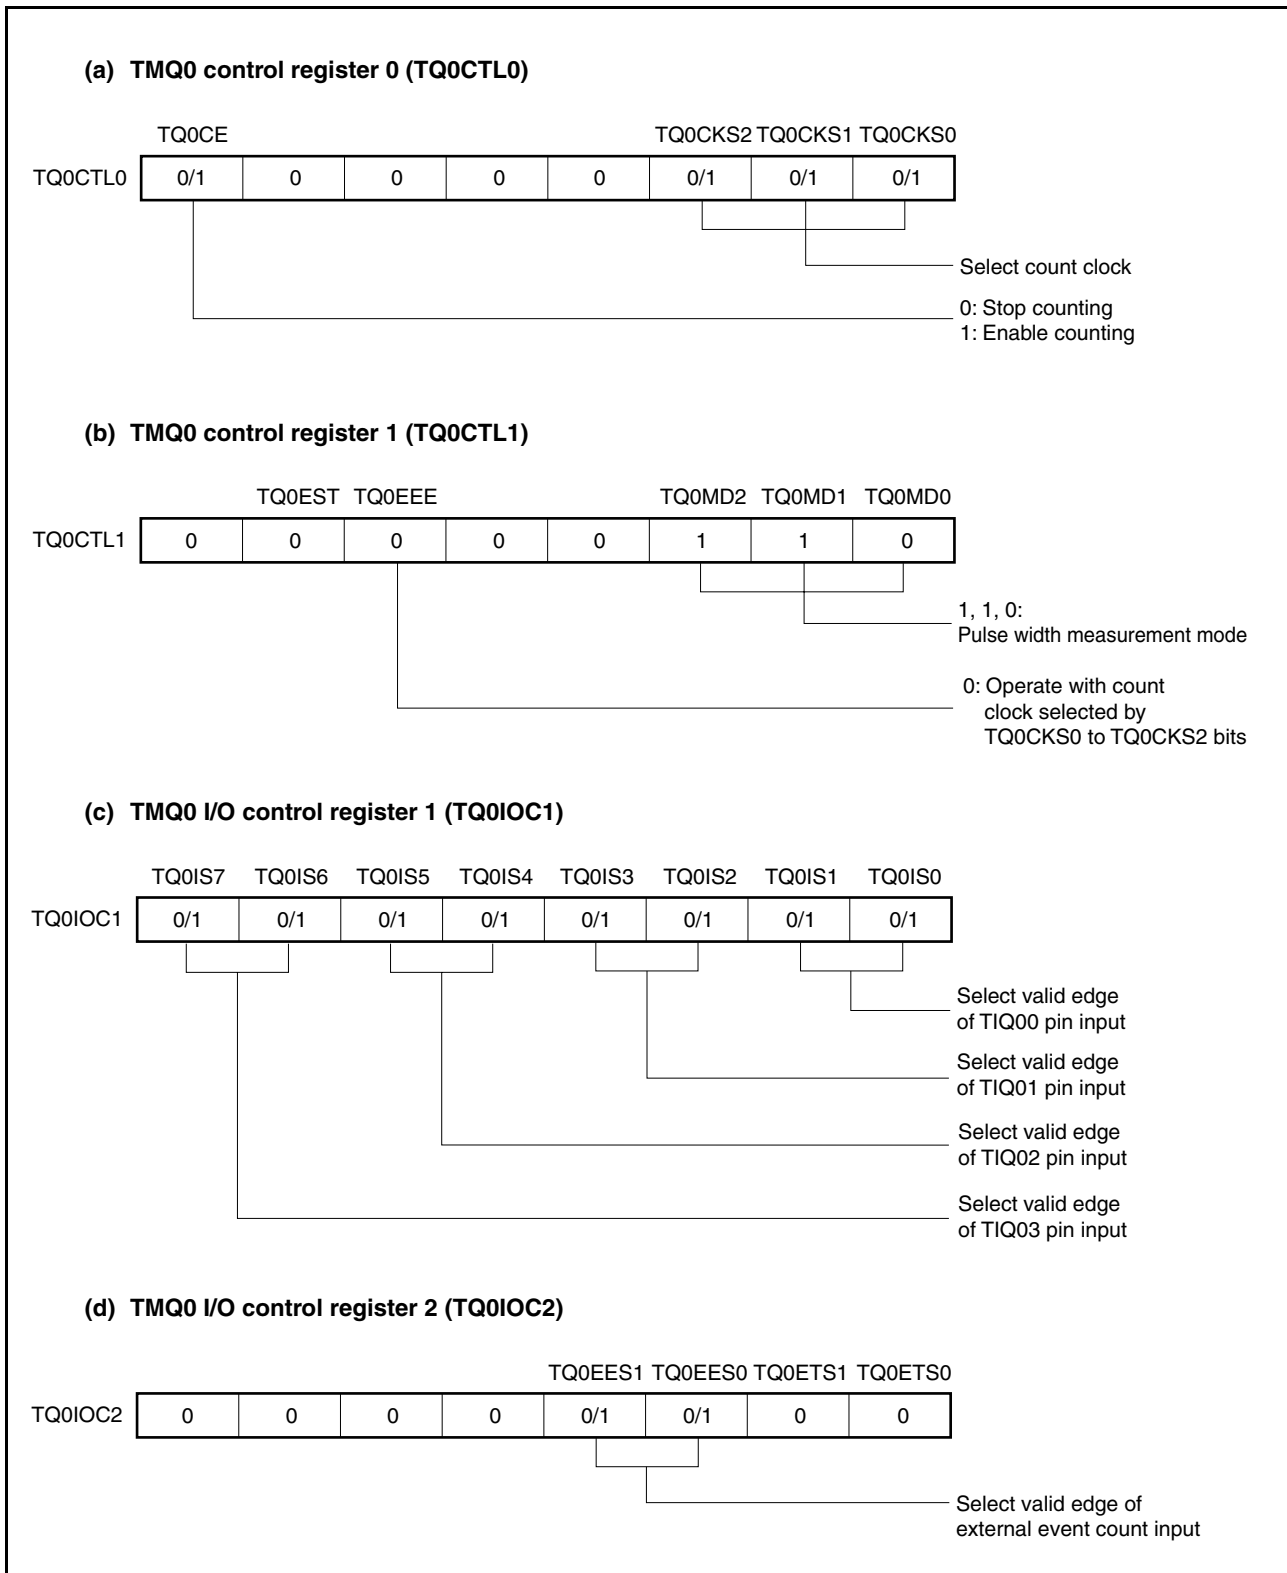 (a) TMQ0 control register 0 (TQ0CTL0)
TQ0CE TQ0CKS2 TQ0CKS1 TQ0CKS0
TQ0CTL0 0/1 0 0 0 0 0/1 0/1 0/1
Select count clock
0: Stop counting
1: Enable counting
(b) TMQ0 control register 1 (TQ0CTL1)
TQ0EST TQ0EEE TQ0MD2 TQ0MD1 TQ0MD0
TQ0CTL1 0 0 0 0 0 1 1 0
1, 1, 0:
Pulse width measurement mode
0: Operate with count
clock selected by
TQ0CKS0 to TQ0CKS2 bits
(c) TMQ0 I/O control register 1 (TQ0IOC1)
TQ0IS7 TQ0IS6 TQ0IS5 TQ0IS4 TQ0IS3 TQ0IS2 TQ0IS1 TQ0IS0
TQ0IOC1 0/1 0/1 0/1 0/1 0/1 0/1 0/1 0/1
Select valid edge
of TIQ00 pin input
Select valid edge
of TIQ01 pin input
Select valid edge
of TIQ02 pin input
Select valid edge
of TIQ03 pin input
(d) TMQ0 I/O control register 2 (TQ0IOC2)
TQ0EES1 TQ0EES0 TQ0ETS1 TQ0ETS0
TQ0IOC2 0 0 0 0 0/1 0/1 0 0
Select valid edge of
external event count input